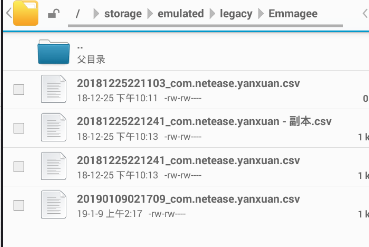 / storage emulated legacy Emmagee
..
父目录
20181225221103_com.netease.yanxuan.csv
18-12-25 下午10:11 -rw-rw---- 0
20181225221241_com.netease.yanxuan - 副本.csv
18-12-25 下午10:13 -rw-rw---- 1 k
20181225221241_com.netease.yanxuan.csv
18-12-25 下午10:13 -rw-rw---- 1 k
20190109021709_com.netease.yanxuan.csv
19-1-9 上午2:17 -rw-rw---- 1 k